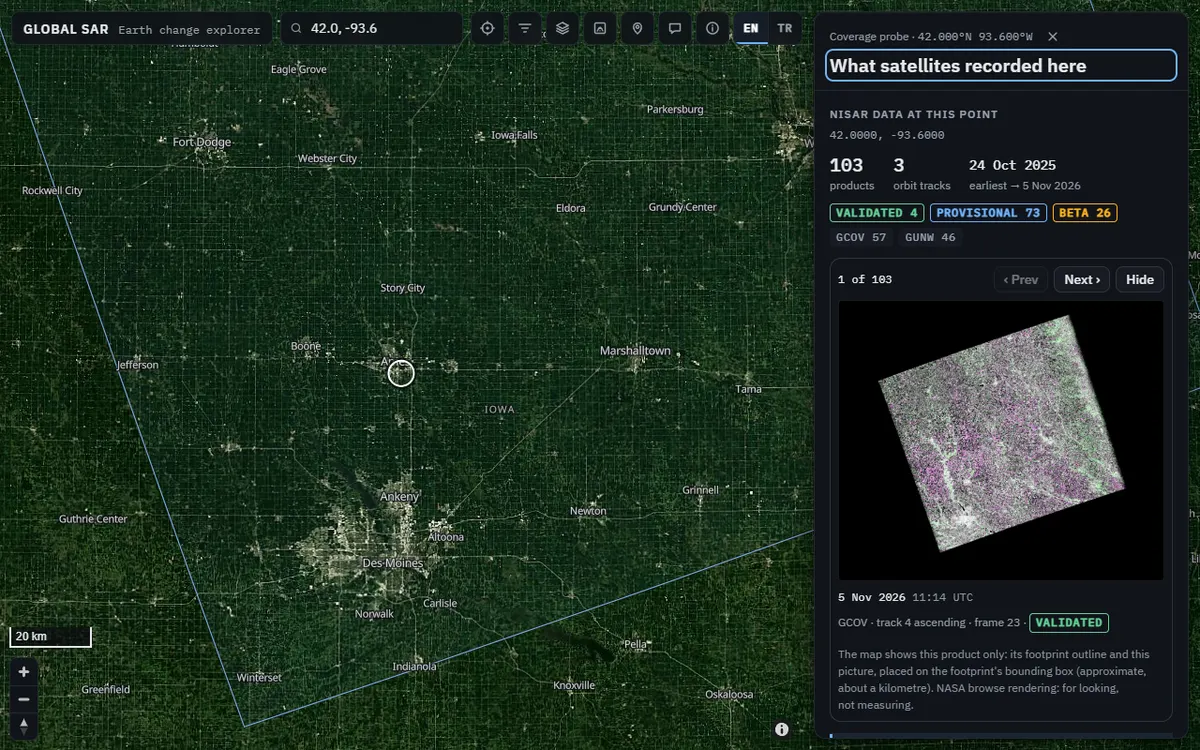 GLOBAL SAR Earth change explorer
42.0, -93.6
EN TR
Eagle Grove
Parkersburg
Fort Dodge
Iowa Falls
Webster City
Rockwell City
Eldora
Grundy Center
Story City
Boone
Jefferson
Marshalltown
Tama
IOWA
Ankeny
Grinnell
Newton
Guthrie Center
Altoona
Des Moines
Carlisle
Norwalk
Pella
Indianola
Winterset
Knoxville
Greenfield
Oskaloosa
20 km
Coverage probe · 42.000°N 93.600°W ×
What satellites recorded here
NISAR DATA AT THIS POINT
42.0000, -93.6000
103 3 24 Oct 2025
products orbit tracks earliest → 5 Nov 2026
VALIDATED 4 PROVISIONAL 73 BETA 26
GCOV 57 GUNW 46
1 of 103 ‹ Prev Next › Hide
5 Nov 2026 11:14 UTC
GCOV · track 4 ascending · frame 23 · VALIDATED
The map shows this product only: its footprint outline and this
picture, placed on the footprint's bounding box (approximate,
about a kilometre). NASA browse rendering: for looking,
not measuring.